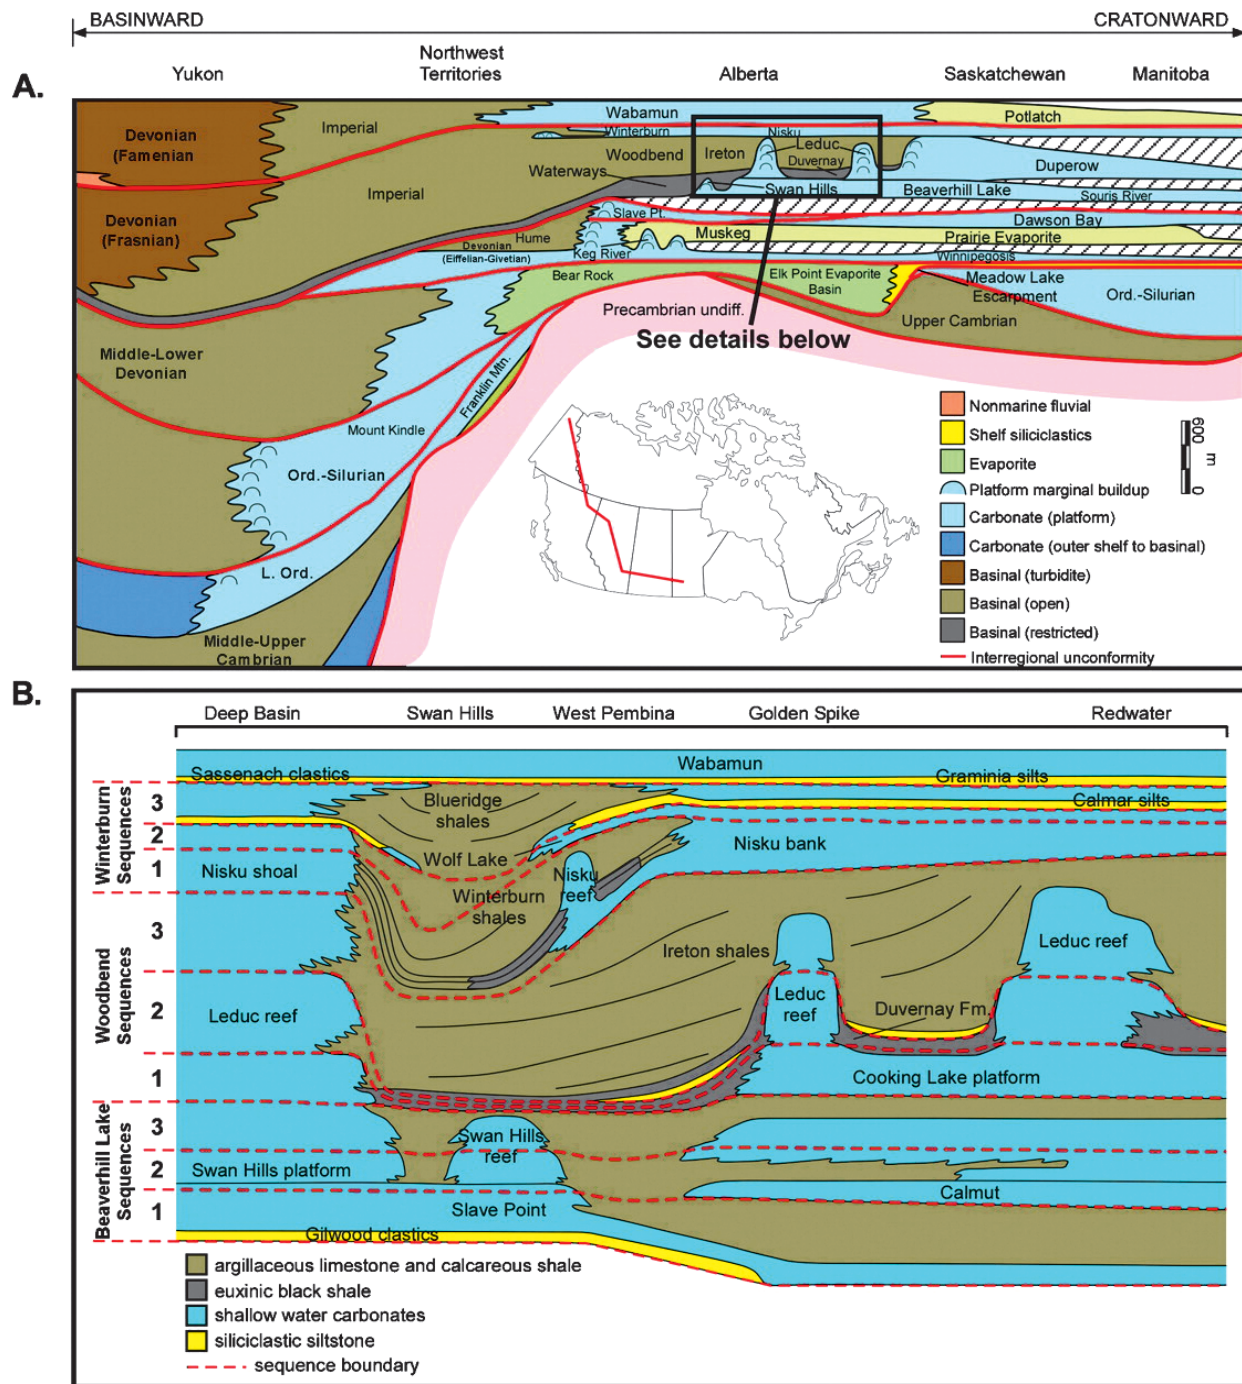 BASINWARD
CRATONWARD
Yukon
Northwest
Territories
Alberta
Saskatchewan
Manitoba
A.
Devonian
(Famenian
Imperial
Wabamun
Potlatch
Winterburn
Nisku
Woodbend
Ireton
Leduc
Duvernay
Duperow
Waterways
Imperial
Swan Hills
Beaverhill Lake
Souris River
Devonian
(Frasnian)
Slave Pt.
Dawson Bay
Hume
Muskeg
Prairie Evaporite
Devonian
(Eiffelian-Givetian)
Keg River
Winnipegosis
Bear Rock
Elk Point Evaporite
Basin
Meadow Lake
Escarpment
Ord.-Silurian
Precambrian undiff.
Upper Cambrian
See details below
Middle-Lower
Devonian
Franklin Mtn.
Mount Kindle
Ord.-Silurian
L. Ord.
Middle-Upper
Cambrian
Nonmarine fluvial
Shelf siliciclastics
Evaporite
Platform marginal buildup
Carbonate (platform)
Carbonate (outer shelf to basinal)
Basinal (turbidite)
Basinal (open)
Basinal (restricted)
Interregional unconformity
600
m
0
B.
Deep Basin
Swan Hills
West Pembina
Golden Spike
Redwater
Wabamun
Sassenach clastics
Graminia silts
Winterburn
Sequences
3
2
1
Blueridge
shales
Calmar silts
Wolf Lake
Nisku bank
Nisku shoal
Nisku
reef
Winterburn
shales
Woodbend
Sequences
3
2
1
Ireton shales
Leduc reef
Leduc reef
Leduc
reef
Duvernay Fm.
Cooking Lake platform
Beaverhill Lake
Sequences
3
2
1
Swan Hills
reef
Swan Hills platform
Calmut
Slave Point
Gilwood clastics
argillaceous limestone and calcareous shale
euxinic black shale
shallow water carbonates
siliciclastic siltstone
sequence boundary